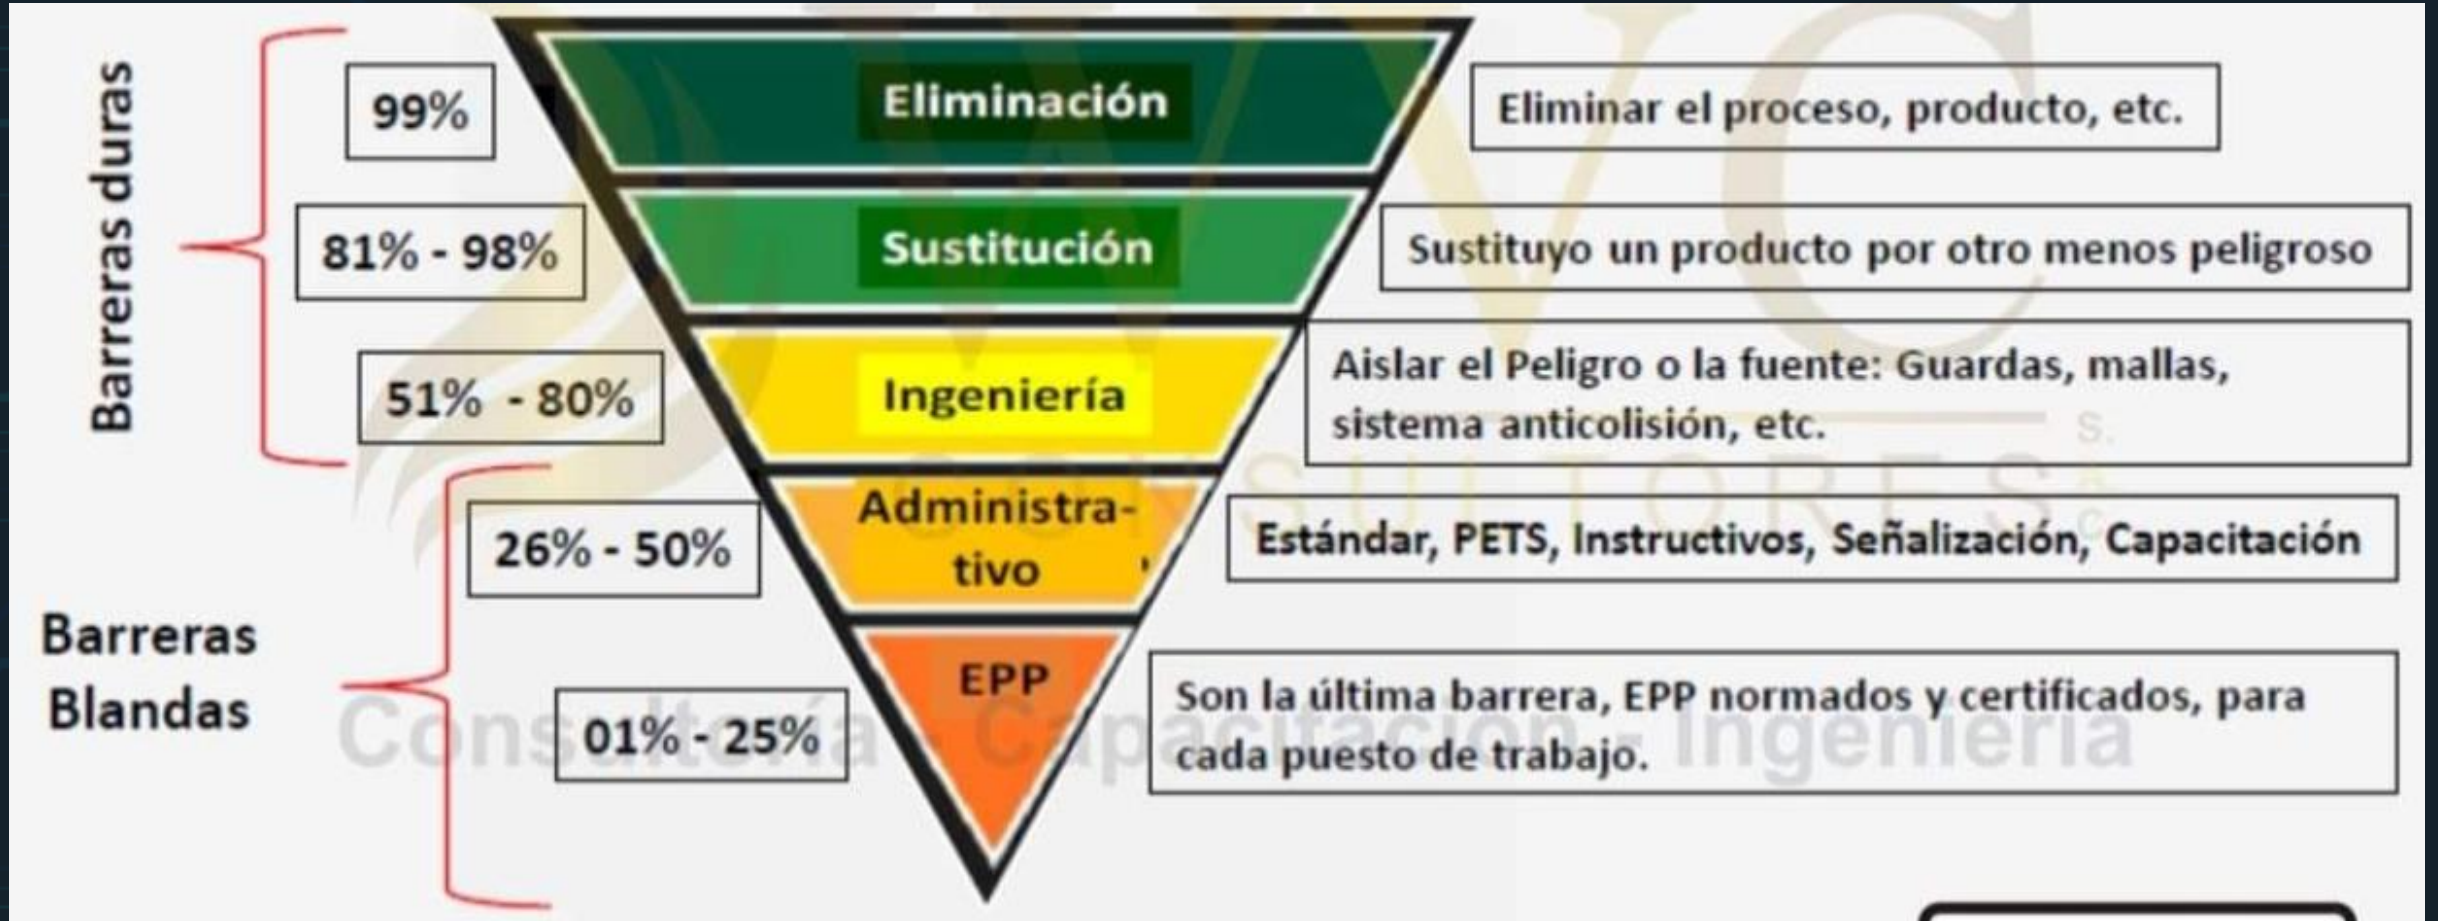 Barreras duras
99%
Eliminación
Eliminar el proceso, producto, etc.
81% - 98%
Sustitución
Sustituyo un producto por otro menos peligroso
51% - 80%
Ingeniería
Aislar el Peligro o la fuente: Guardas, mallas,
sistema anticolisión, etc.
26% - 50%
Administra-
tivo
Estándar, PETS, Instructivos, Señalización, Capacitación
Barreras
Blandas
01% - 25%
EPP
Son la última barrera, EPP normados y certificados, para
cada puesto de trabajo.
WC
CONSULTORES
Consultoría - Capacitación - Ingeniería